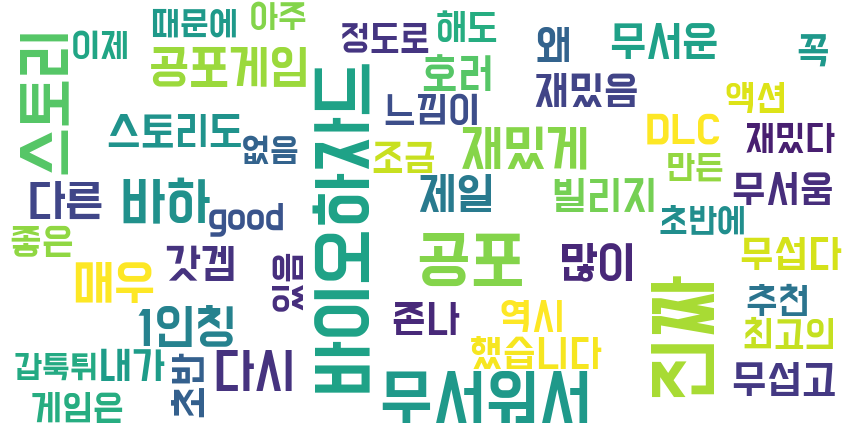 스토리
이제
때문에
아주
정도로
해도
왜
무서운
꼭
공포게임
호러
재밌음
액션
느낌이
스토리도
없음
바이오하자드
조금
재밌게
DLC
재밌다
만든
다른
바하
good
제일
빌리지
무서움
초반에
좋은
매우
갓겜
있음
공포
많이
무섭다
진짜
추천
1인칭
존나
역시
최고의
했습니다
갑툭튀
내가
초반
다시
무서워서
무섭고
게임은